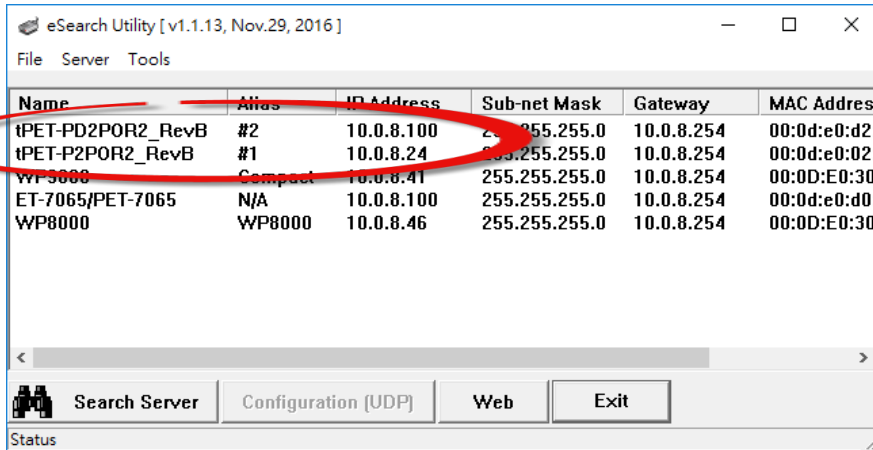 eSearch Utility [ v1.1.13, Nov.29, 2016 ]
File Server Tools
Name Alias IP Address Sub-net Mask Gateway MAC Addres
tPET-PD2POR2_RevB #2 10.0.8.100 255.255.255.0 10.0.8.254 00:0d:e0:d2
tPET-P2POR2_RevB #1 10.0.8.24 255.255.255.0 10.0.8.254 00:0d:e0:02
WP9000 Compact 10.0.8.41 255.255.255.0 10.0.8.254 00:0D:E0:30
ET-7065/PET-7065 N/A 10.0.8.100 255.255.255.0 10.0.8.254 00:0d:e0:d0
WP8000 WP8000 10.0.8.46 255.255.255.0 10.0.8.254 00:0D:E0:30
Search Server Configuration (UDP) Web Exit
Status